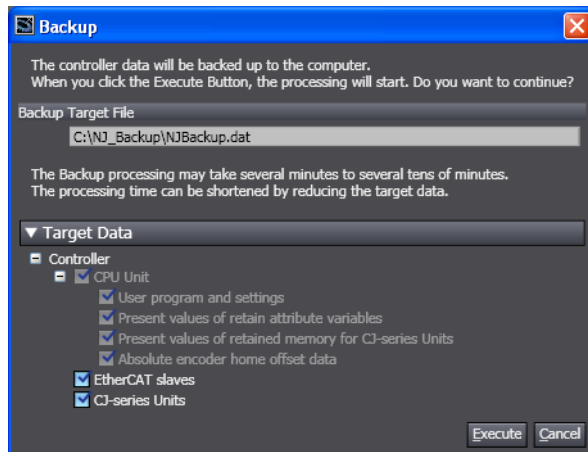 Backup
The controller data will be backed up to the computer.
When you click the Execute Button, the processing will start. Do you want to continue?
Backup Target File
C:\NJ_Backup\NJBackup.dat
The Backup processing may take several minutes to several tens of minutes.
The processing time can be shortened by reducing the target data.
▼ Target Data
Controller
CPU Unit
User program and settings
Present values of retain attribute variables
Present values of retained memory for CJ-series Units
Absolute encoder home offset data
EtherCAT slaves
CJ-series Units
Execute Cancel